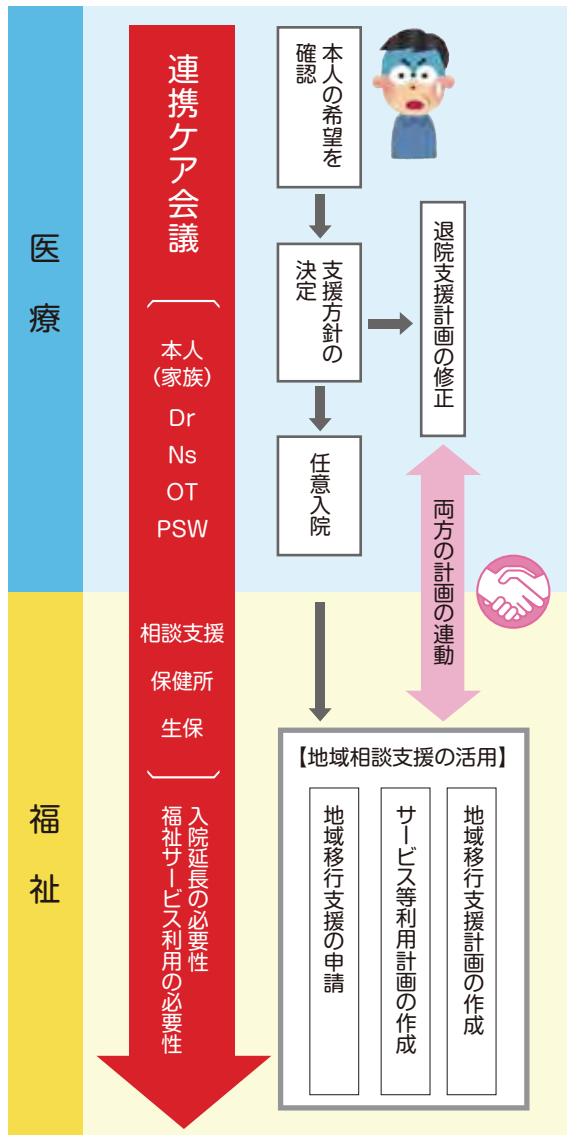 医療
福祉
連携ケア会議
本人
（家族）
Dr
Ns
OT
PSW
相談支援
保健所
生保
入院延長の必要性
福祉サービス利用の必要性
本人の希望を
確認
支援方針の
決定
任意入院
退院支援計画の修正
両方の計画の連動
【地域相談支援の活用】
地域移行支援の申請
サービス等利用計画の作成
地域移行支援計画の作成